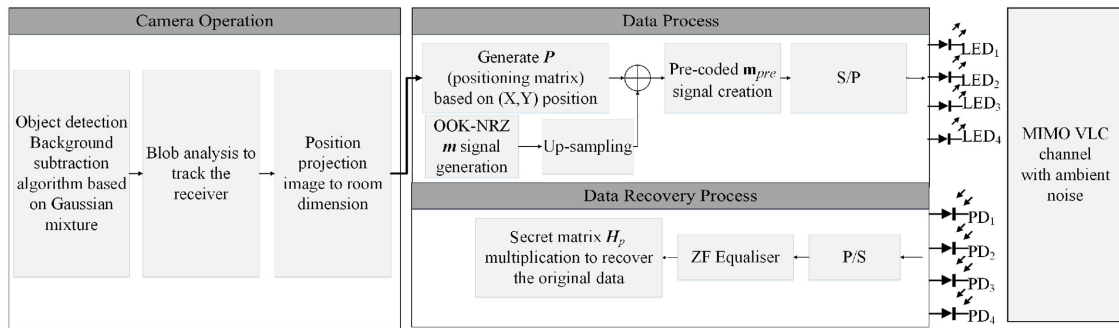 Camera Operation
Object detection
Background
subtraction
algorithm based
on Gaussian
mixture
Blob analysis to
track the
receiver
Position
projection
image to room
dimension
Data Process
Generate P
(positioning matrix)
based on (X,Y) position
OOK-NRZ
m signal
generation
Up-sampling
Pre-coded mpre
signal creation
S/P
LED1
LED2
LED3
LED4
Data Recovery Process
Secret matrix Hp
multiplication to recover
the original data
ZF Equaliser
P/S
PD1
PD2
PD3
PD4
MIMO VLC
channel
with ambient
noise